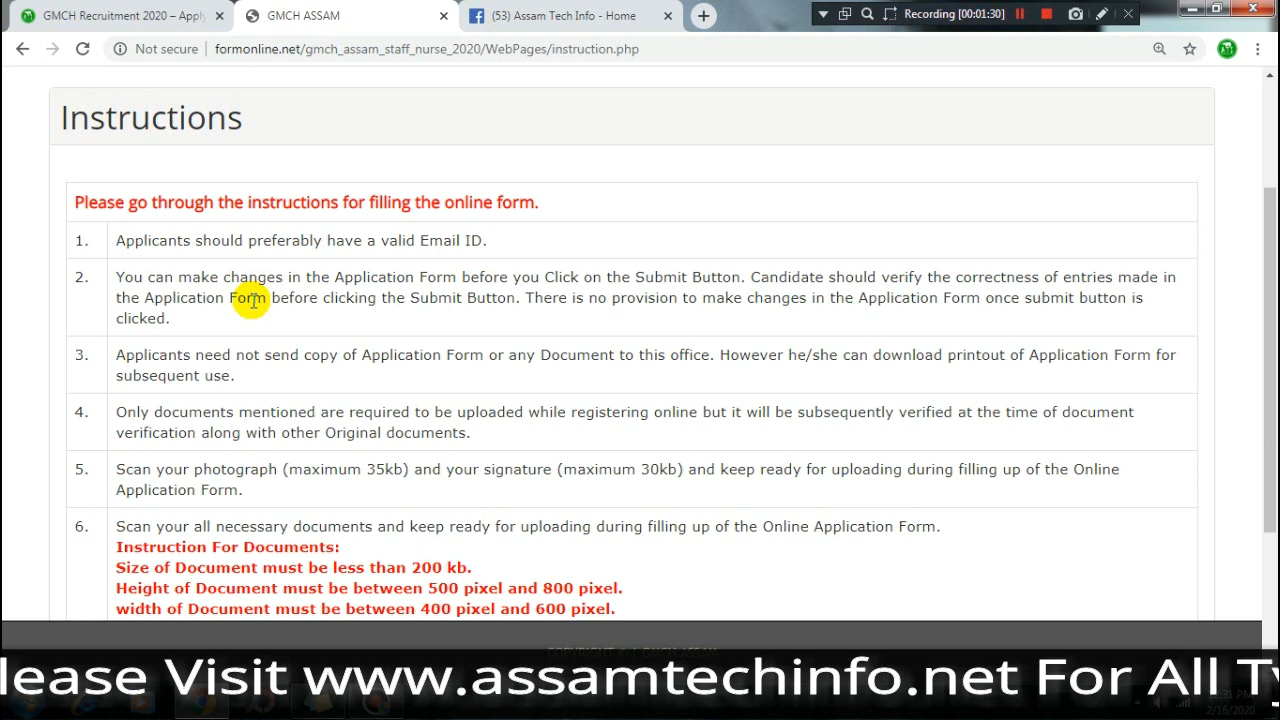 GMCH Recruitment 2020 – Apply
GMCH ASSAM
(53) Assam Tech Info - Home
Recording [00:01:30]
Not secure
formonline.net/gmch_assam_staff_nurse_2020/WebPages/instruction.php
Instructions
Please go through the instructions for filling the online form.
1. Applicants should preferably have a valid Email ID.
2. You can make changes in the Application Form before you Click on the Submit Button. Candidate should verify the correctness of entries made in
the Application Form before clicking the Submit Button. There is no provision to make changes in the Application Form once submit button is
clicked.
3. Applicants need not send copy of Application Form or any Document to this office. However he/she can download printout of Application Form for
subsequent use.
4. Only documents mentioned are required to be uploaded while registering online but it will be subsequently verified at the time of document
verification along with other Original documents.
5. Scan your photograph (maximum 35kb) and your signature (maximum 30kb) and keep ready for uploading during filling up of the Online
Application Form.
6. Scan your all necessary documents and keep ready for uploading during filling up of the Online Application Form.
Instruction For Documents:
Size of Document must be less than 200 kb.
Height of Document must be between 500 pixel and 800 pixel.
width of Document must be between 400 pixel and 600 pixel.
lease Visit www.assamtechinfo.net For All Ty
2/16/2020